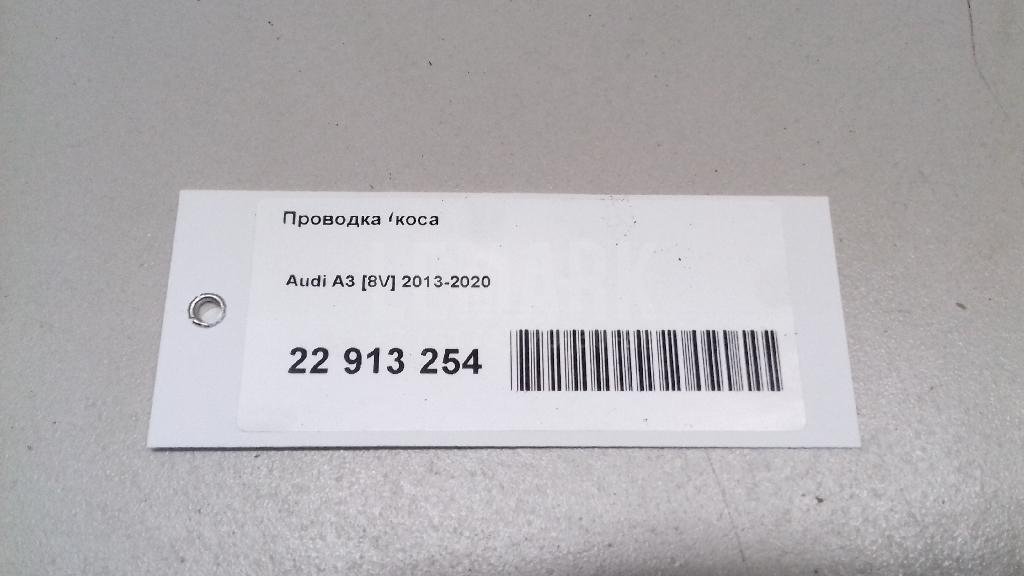 Проводка (коса
Audi A3 [8V] 2013-2020
22 913 254